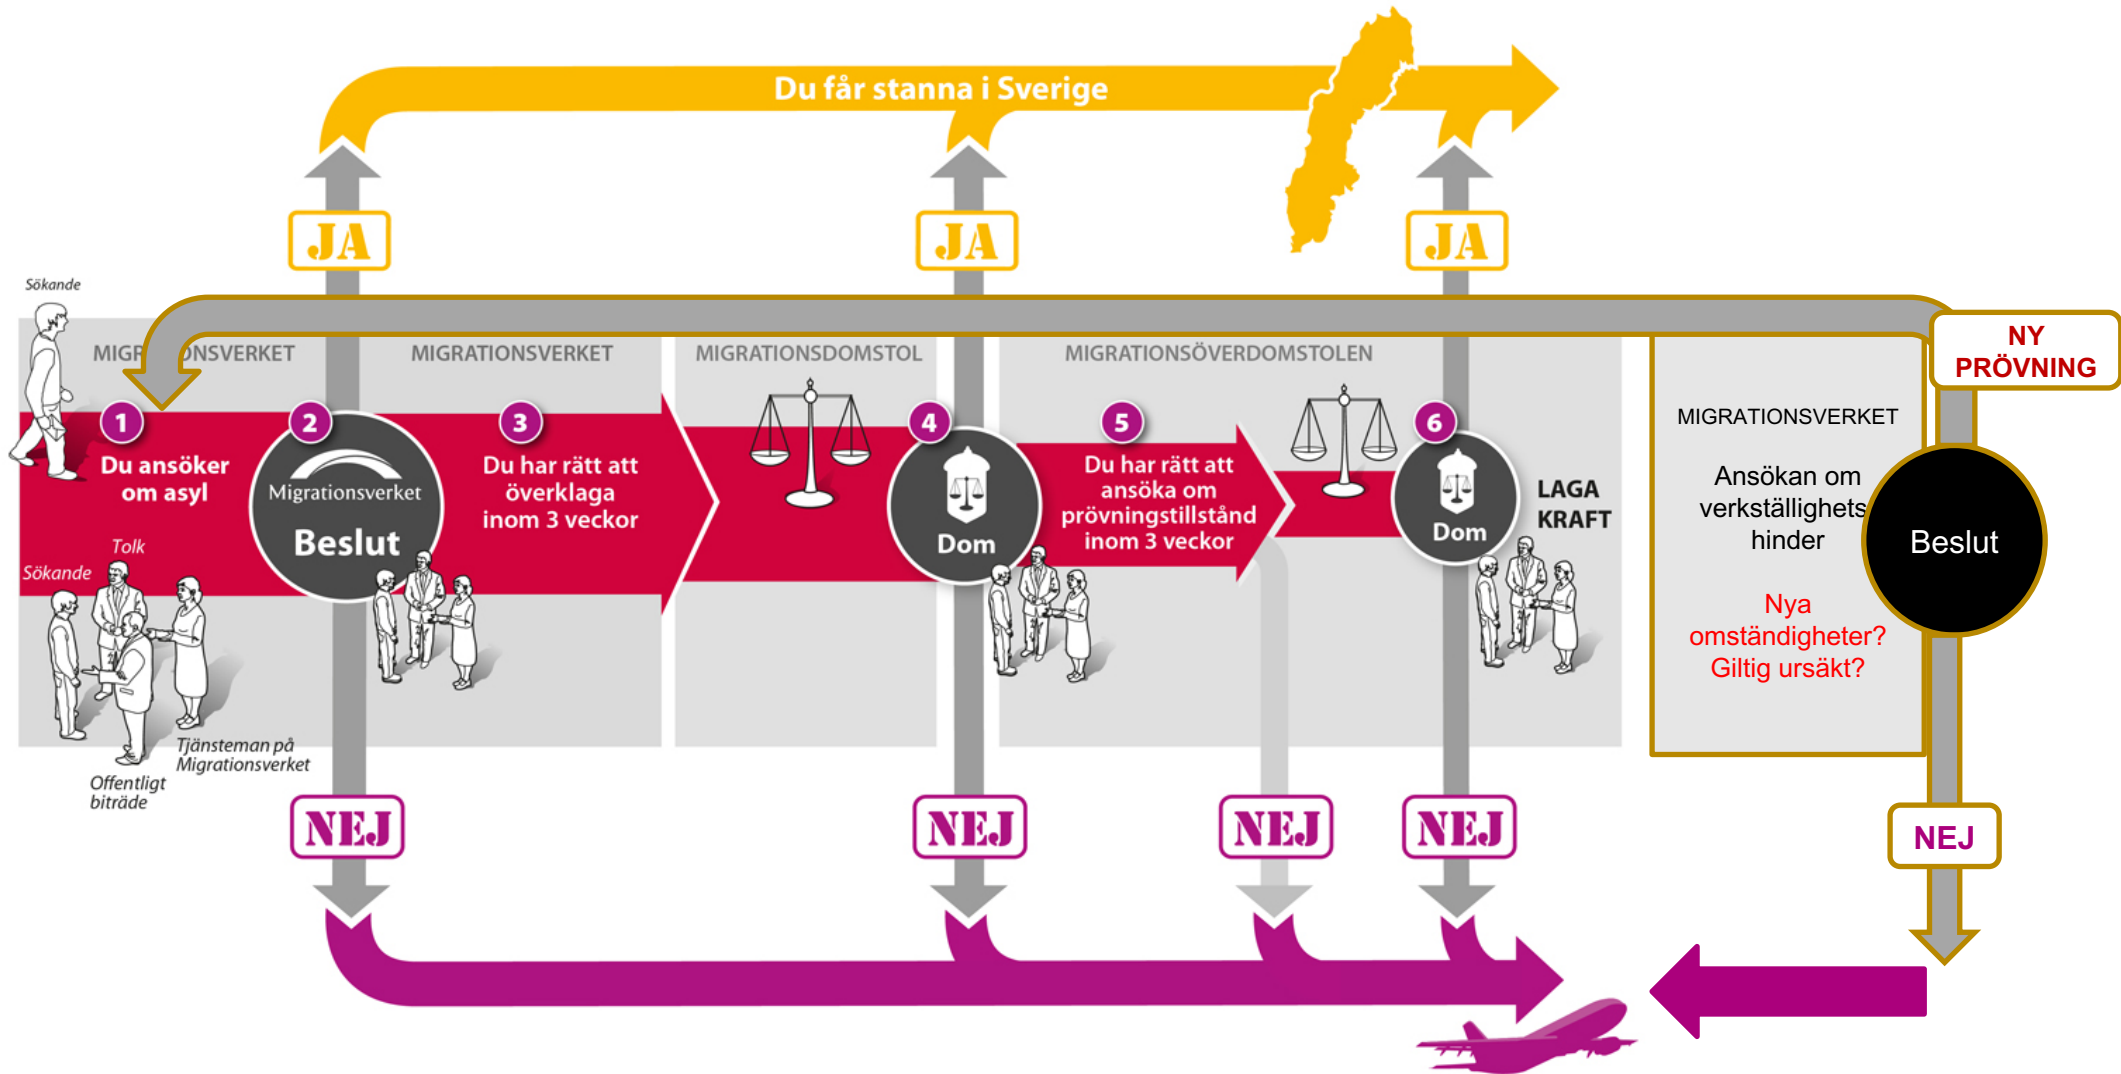 Du får stanna i Sverige
JA
JA
JA
Sökande
NY
PRÖVNING
MIGR ONSVERKET
MIGRATIONSVERKET
MIGRATIONSDOMSTOL
MIGRATIONSÖVERDOMSTOLEN
1
Du ansöker
om asyl
2
Migrationsverket
Beslut
3
Du har rätt att
överklaga
inom 3 veckor
4
Dom
5
Du har rätt att
ansöka om
prövningstillstånd
inom 3 veckor
6
Dom
LAGA
KRAFT
MIGRATIONSVERKET
Ansökan om
verkställighets
hinder
Nya
omständigheter?
Giltig ursäkt?
Beslut
Tolk
Sökande
Tjänsteman på
Migrationsverket
Offentligt
biträde
NEJ
NEJ
NEJ
NEJ
NEJ